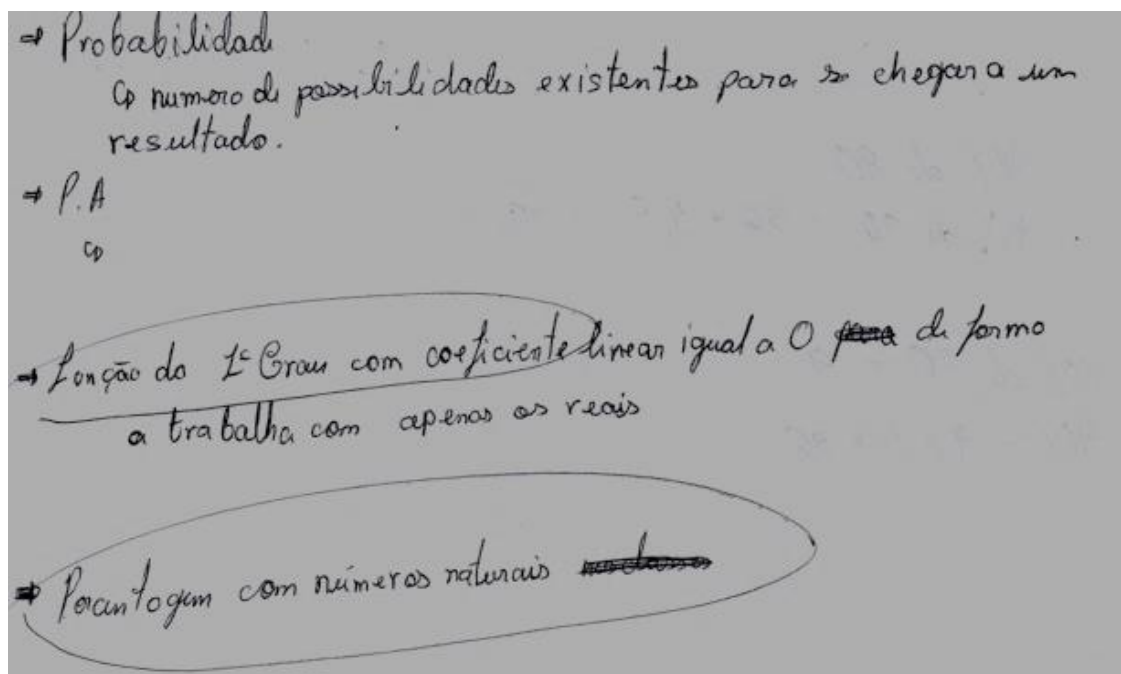 ⇒ Probabilidade
↳ numero de possibilidades existentes para se chegar a um
resultado.
⇒ P.A
↳
⇒ Fonção do 1º Grau com coeficiente linear igual a 0 de forma
a trabalha com apenas os reais
⇒ Porcentagem com números naturais